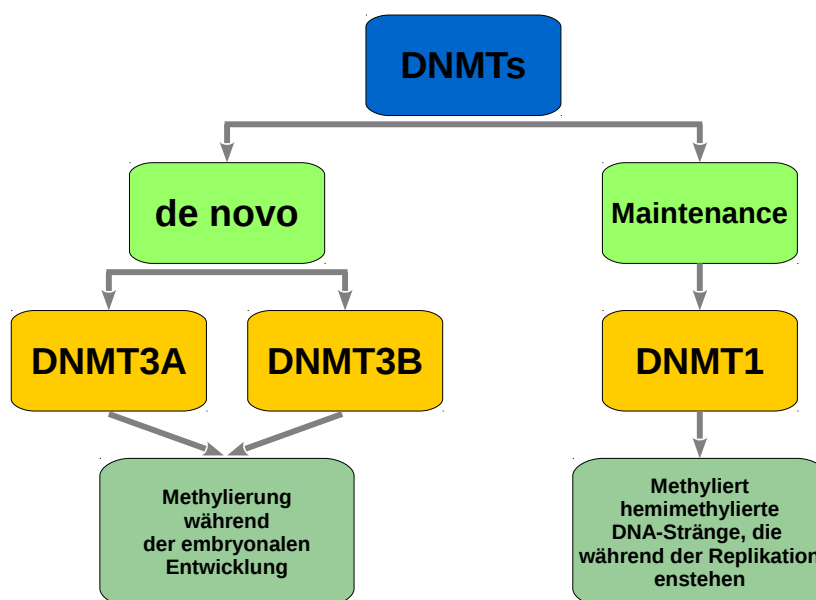 DNMTs
de novo
Maintenance
DNMT3A
DNMT3B
DNMT1
Methylierung
während
der embryonalen
Entwicklung
Methyliert
hemimethylierte
DNA-Stränge, die
während der Replikation
enstehen